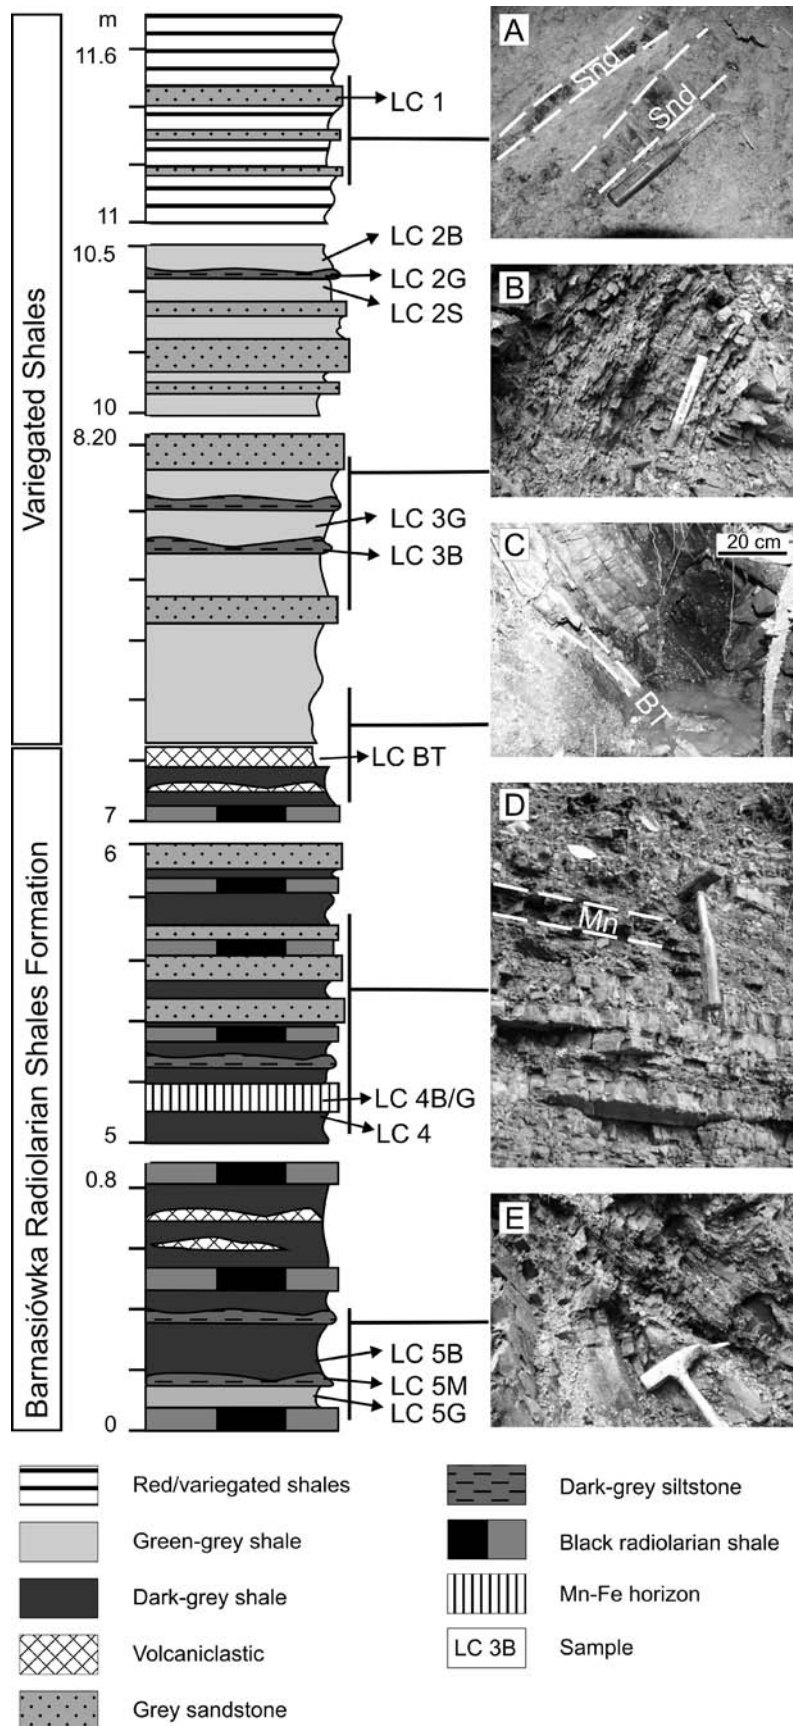 m
11.6
11
10.5
10
8.20
7
6
5
0.8
0
Variegated Shales
Barnasiówka Radiolarian Shales Formation
LC 1
LC 2B
LC 2G
LC 2S
LC 3G
LC 3B
LC BT
LC 4B/G
LC 4
LC 5B
LC 5M
LC 5G
A
Snd
Snd
B
C
20 cm
BT
D
Mn
E
Red/variegated shales
Green-grey shale
Dark-grey shale
Volcaniclastic
Grey sandstone
Dark-grey siltstone
Black radiolarian shale
Mn-Fe horizon
LC 3B Sample